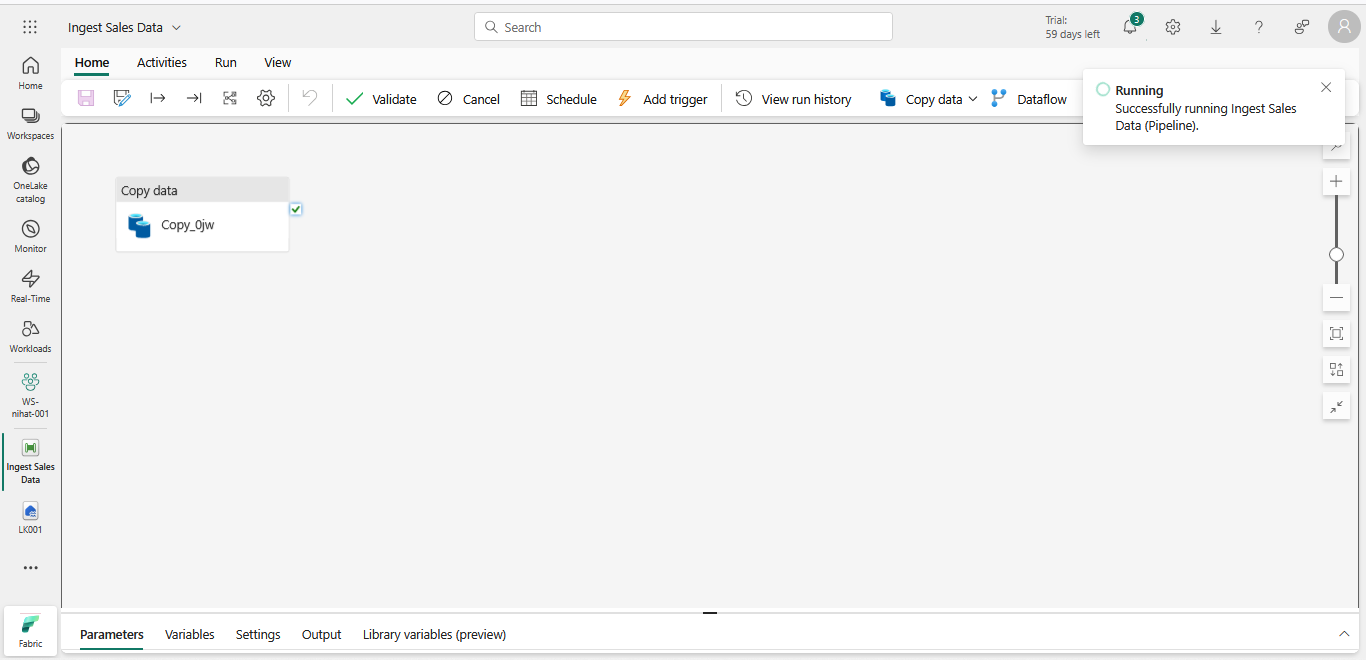 Ingest Sales Data
Search
Trial:
59 days left
3
Home
Activities
Run
View
Validate
Cancel
Schedule
Add trigger
View run history
Copy data
Dataflow
Running
Successfully running Ingest Sales
Data (Pipeline).
Home
Workspaces
OneLake
catalog
Monitor
Real-Time
Workloads
WS-
nihat-001
Ingest Sales
Data
LK001
Fabric
Copy data
Copy_0jw
Parameters
Variables
Settings
Output
Library variables (preview)